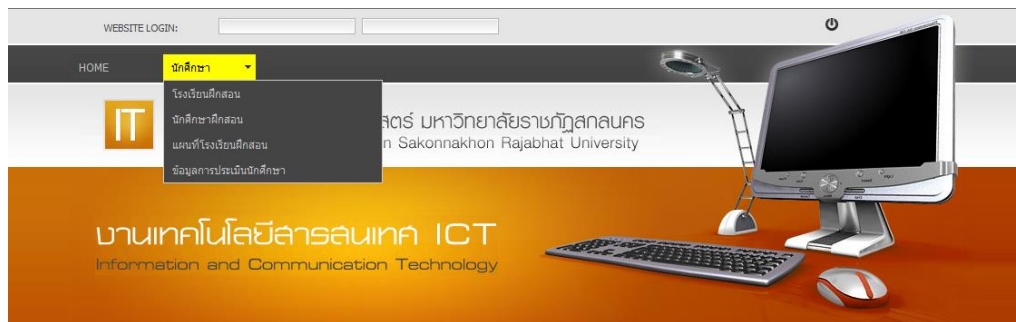 WEBSITE LOGIN:
HOME นักศึกษา
โรงเรียนฝึกสอน
IT นักศึกษาฝึกสอน
สตร์ มหาวิทยาลัยราชภัฏสกลนคร
แผนที่โรงเรียนฝึกสอน
n Sakonnakhon Rajabhat University
ข้อมูลการประเมินนักศึกษา
งานเทคโนโลยีสารสนเทศ ICT
Information and Communication Technology